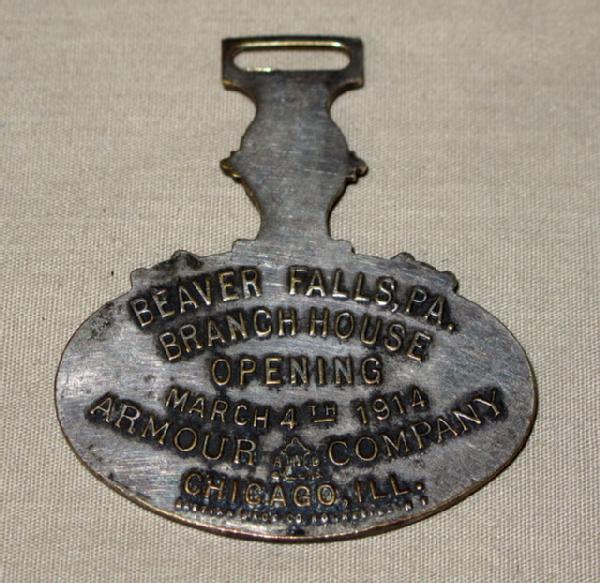 BEAVER FALLS, PA.
BRANCH HOUSE
OPENING
MARCH 4TH 1914
ARMOUR AND COMPANY
CHICAGO, ILL.